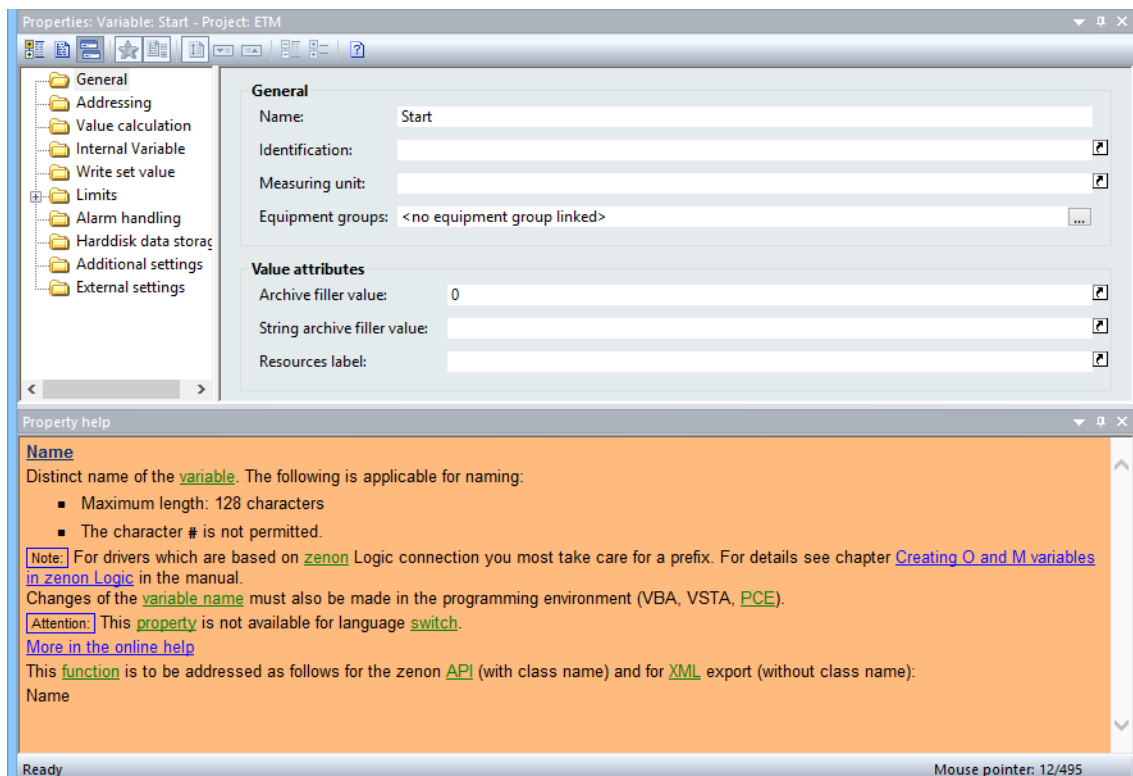 Properties: Variable: Start - Project: ETM
General
Addressing
Value calculation
Internal Variable
Write set value
Limits
Alarm handling
Harddisk data storag
Additional settings
External settings
General
Name: Start
Identification:
Measuring unit:
Equipment groups: <no equipment group linked>
...
Value attributes
Archive filler value: 0
String archive filler value:
Resources label:
Property help
Name
Distinct name of the variable. The following is applicable for naming:
▪ Maximum length: 128 characters
▪ The character # is not permitted.
Note: For drivers which are based on zenon Logic connection you most take care for a prefix. For details see chapter Creating O and M variables
in zenon Logic in the manual.
Changes of the variable name must also be made in the programming environment (VBA, VSTA, PCE).
Attention: This property is not available for language switch.
More in the online help
This function is to be addressed as follows for the zenon API (with class name) and for XML export (without class name):
Name
Ready
Mouse pointer: 12/495